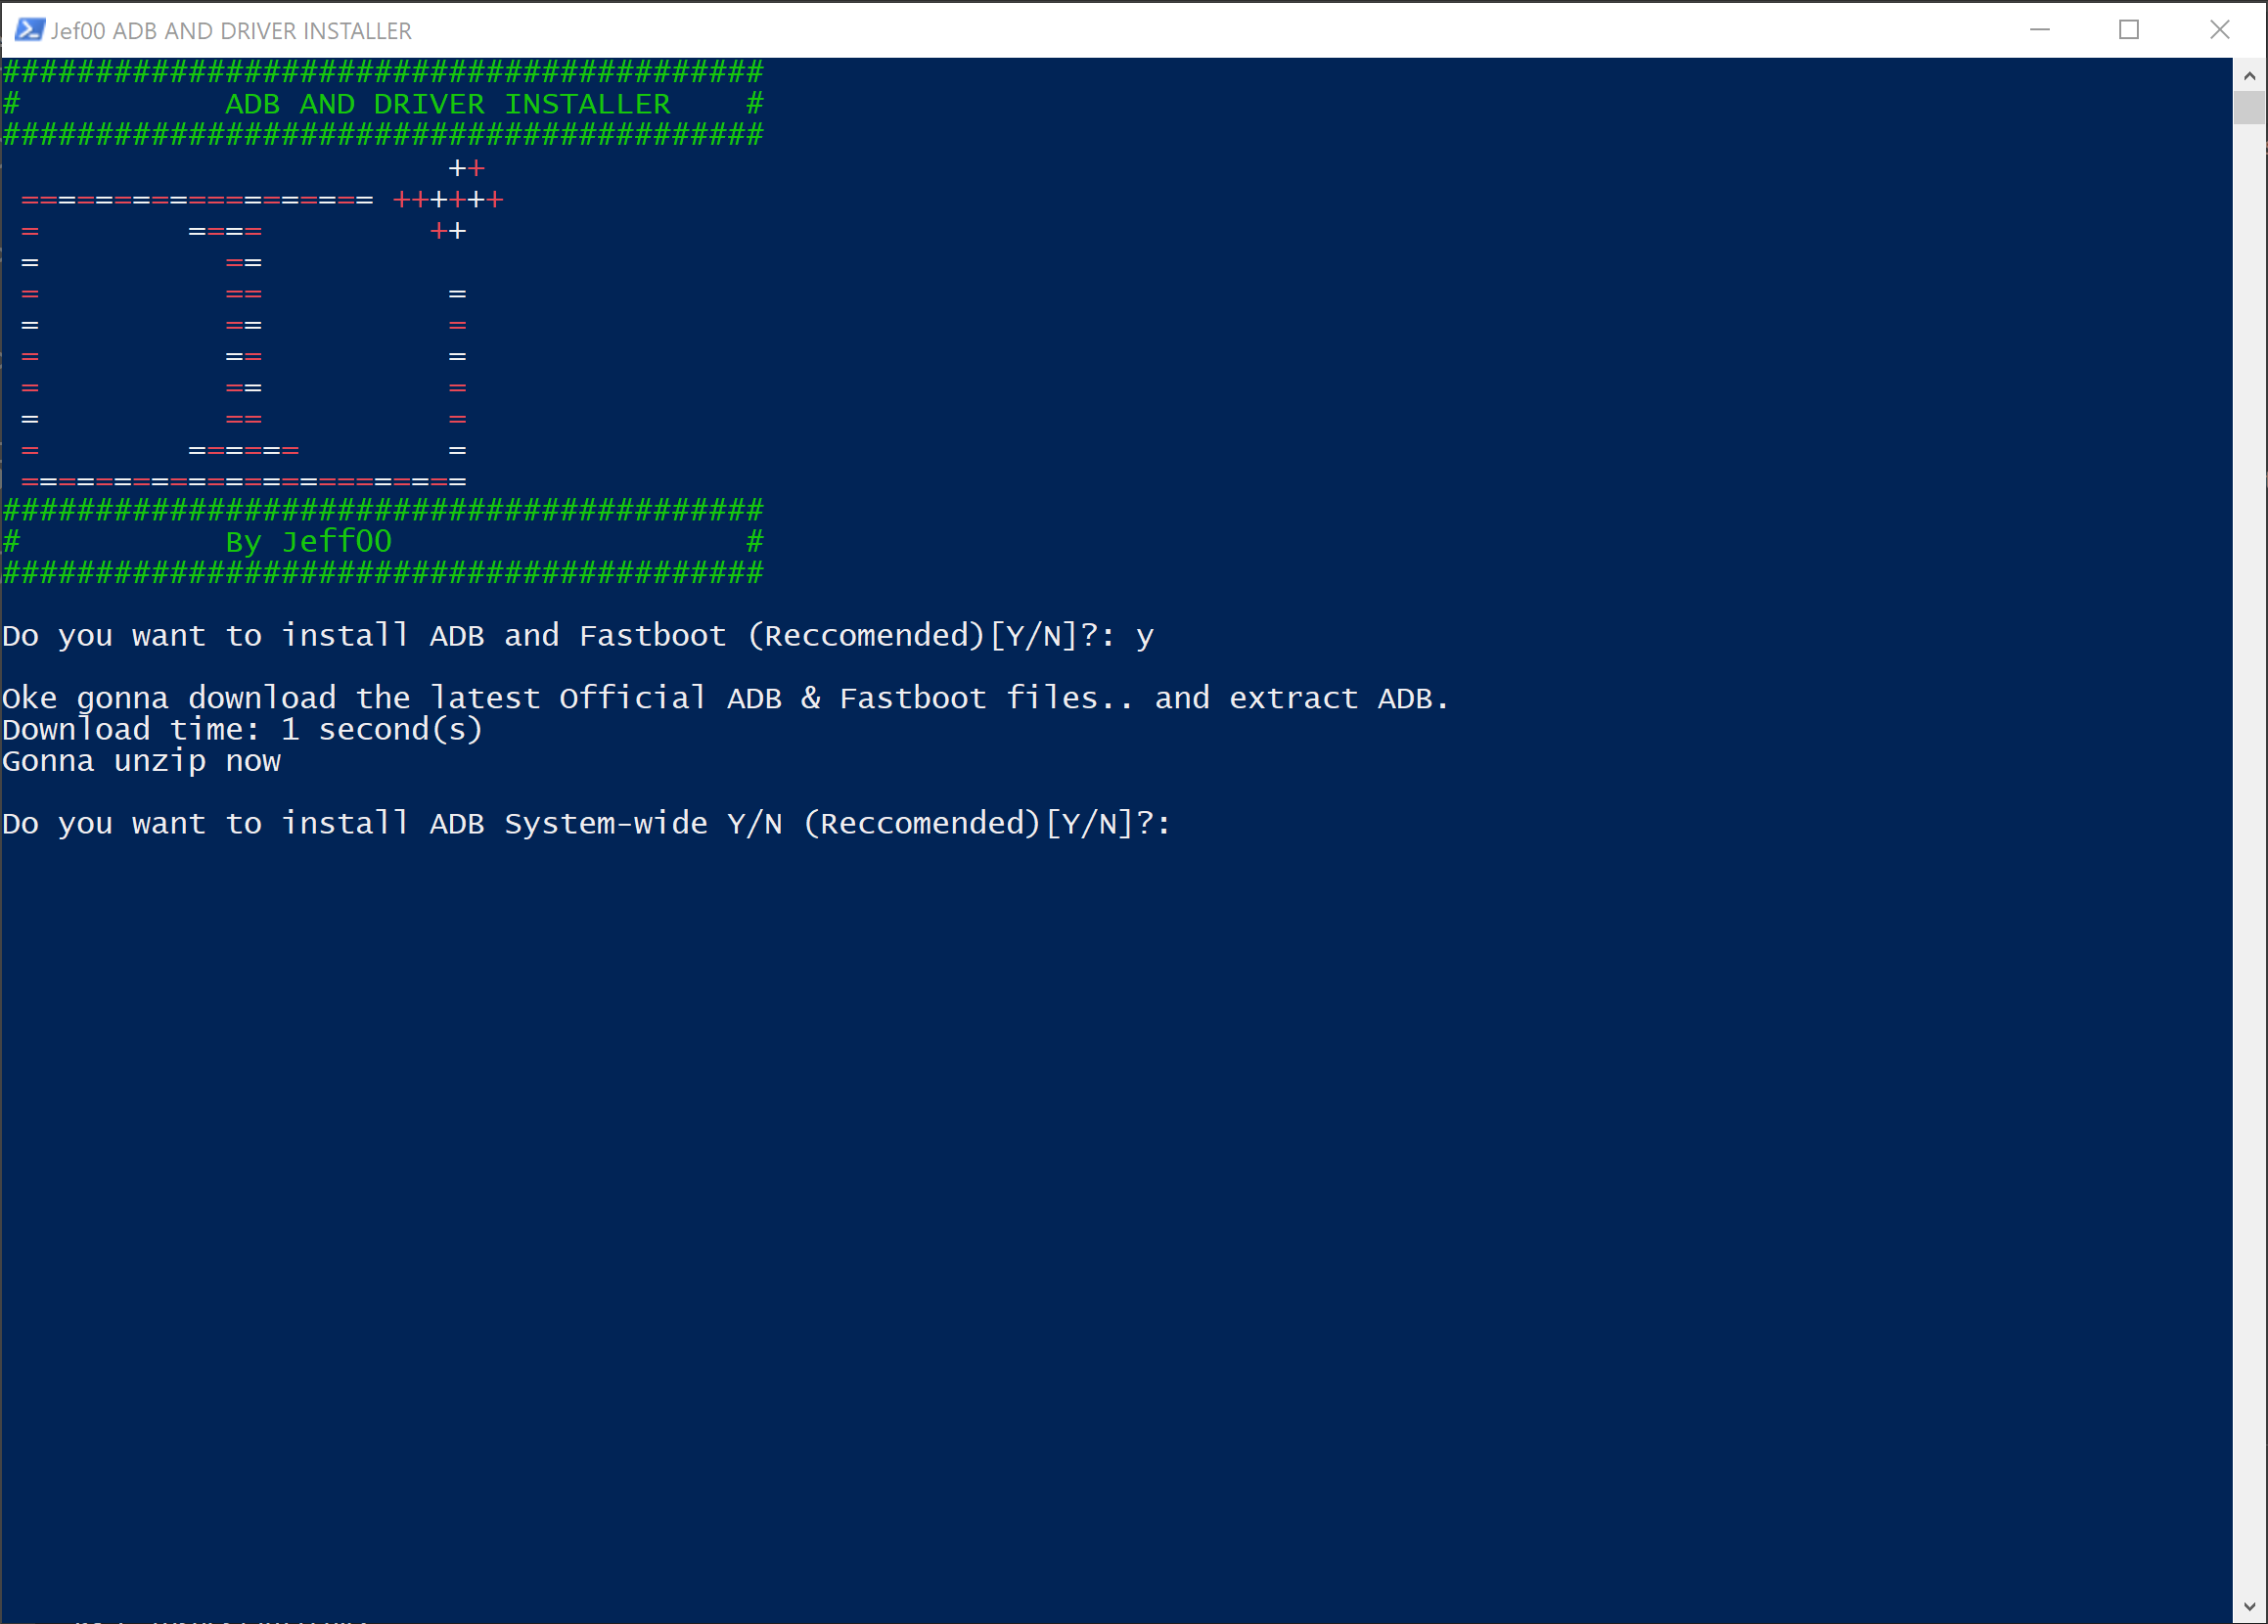 Jef00 ADB AND DRIVER INSTALLER
#########################################
#           ADB AND DRIVER INSTALLER    #
#########################################
                        ++
 =================== ++++++
 =        ====         ++
 =          ==
 =          ==          =
 =          ==          =
 =          ==          =
 =          ==          =
 =          ==          =
 =        ======        =
 ========================
#########################################
#           By Jeff00                   #
#########################################
Do you want to install ADB and Fastboot (Reccomended)[Y/N]?: y
Oke gonna download the latest Official ADB & Fastboot files.. and extract ADB.
Download time: 1 second(s)
Gonna unzip now
Do you want to install ADB System-wide Y/N (Reccomended)[Y/N]?: